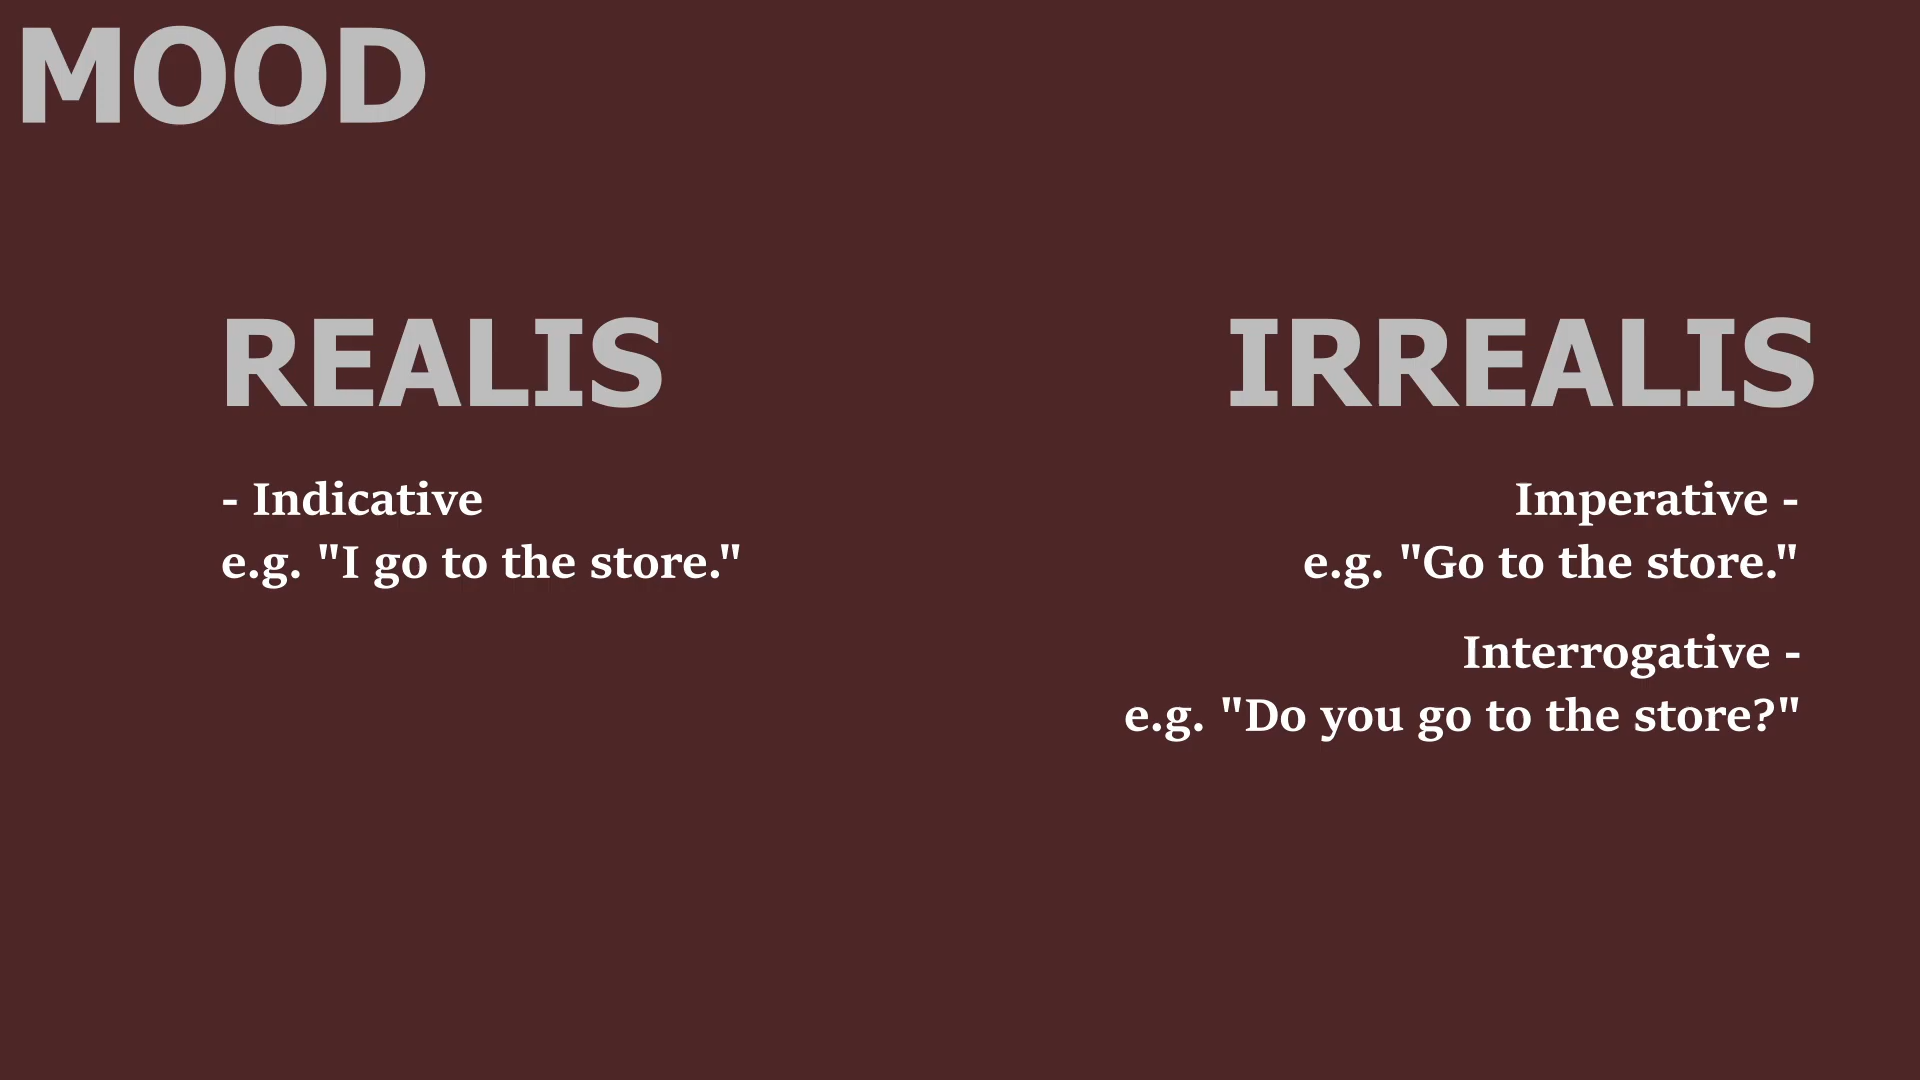 MOOD
REALIS
- Indicative
e.g. "I go to the store."
IRREALIS
Imperative -
e.g. "Go to the store."
Interrogative -
e.g. "Do you go to the store?"